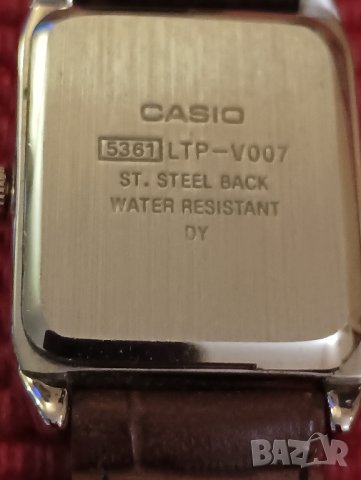 CASIO
5361 LTP-V007
ST. STEEL BACK
WATER RESISTANT
DY
BAZAR